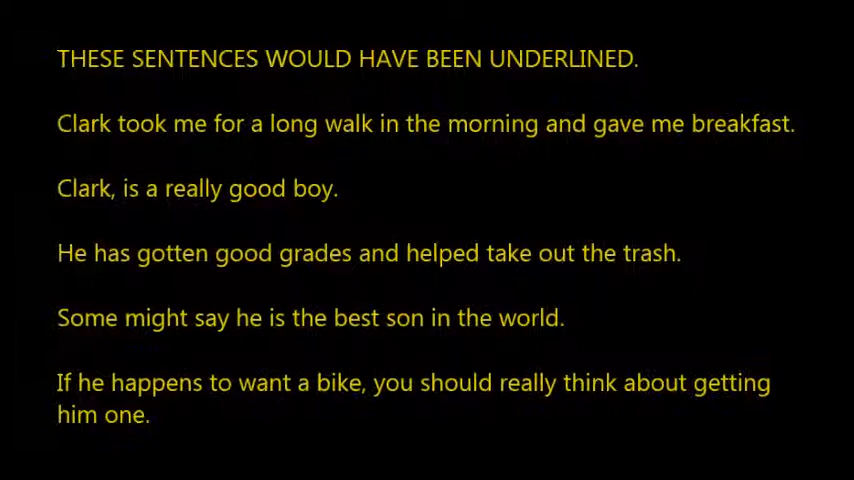 THESE SENTENCES WOULD HAVE BEEN UNDERLINED.
Clark took me for a long walk in the morning and gave me breakfast.
Clark, is a really good boy.
He has gotten good grades and helped take out the trash.
Some might say he is the best son in the world.
If he happens to want a bike, you should really think about getting
him one.